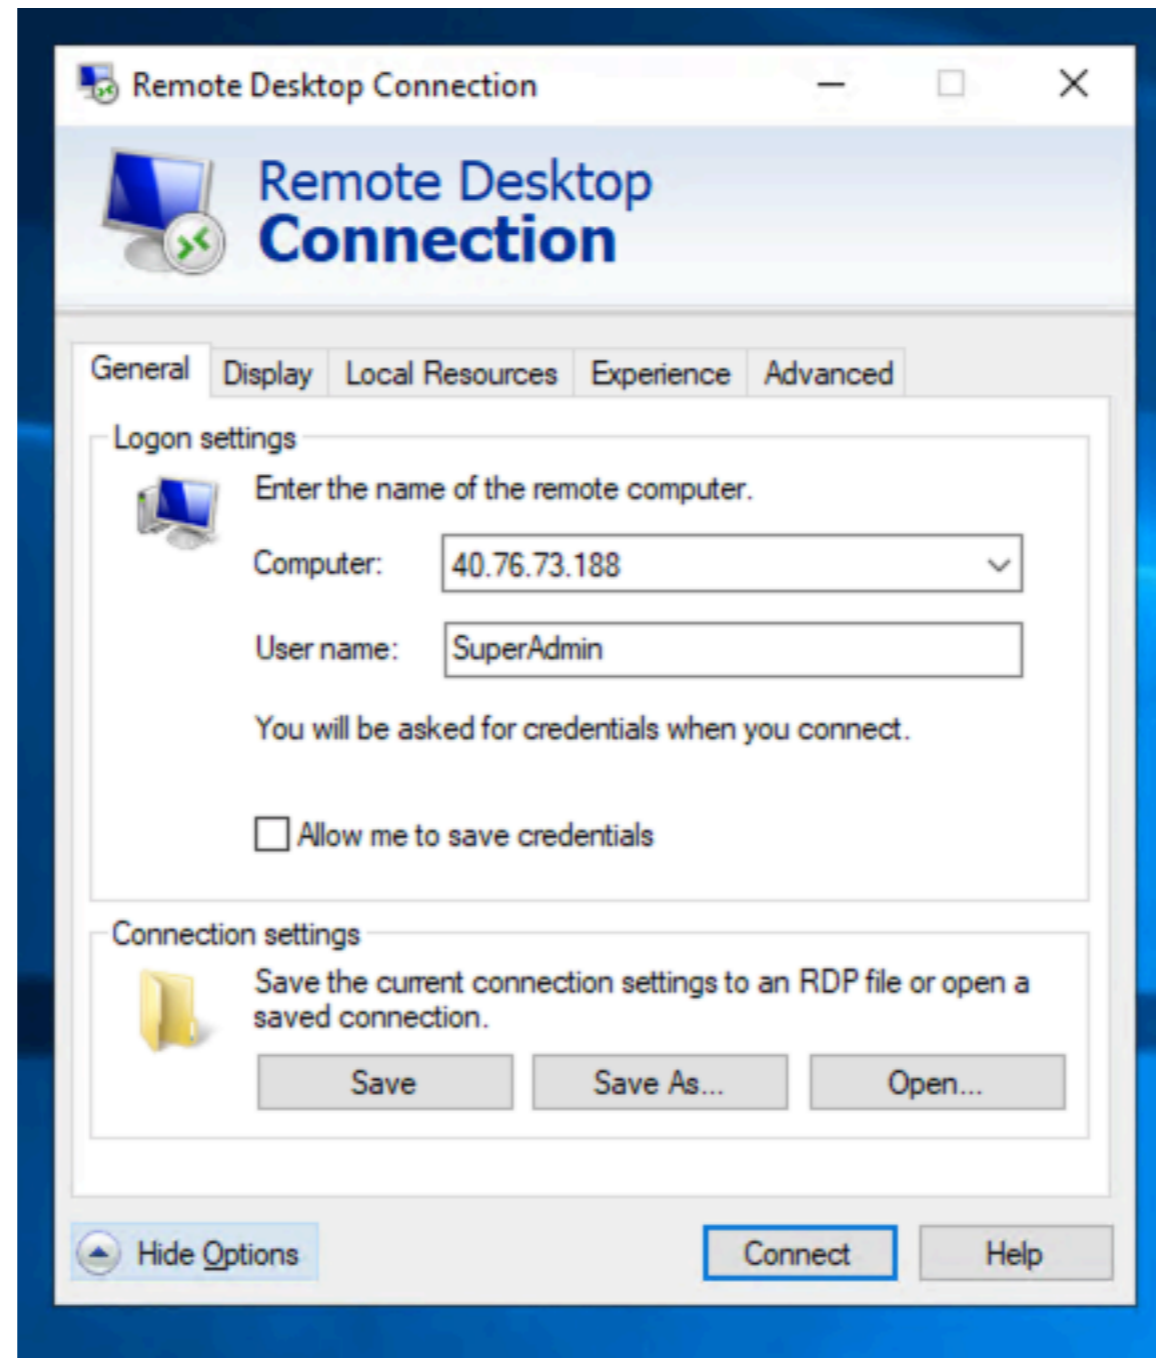 Remote Desktop Connection
Remote Desktop
Connection
General Display Local Resources Experience Advanced
Logon settings
Enter the name of the remote computer.
Computer: 40.76.73.188
User name: SuperAdmin
You will be asked for credentials when you connect.
Allow me to save credentials
Connection settings
Save the current connection settings to an RDP file or open a
saved connection.
Save Save As... Open...
Hide Options Connect Help